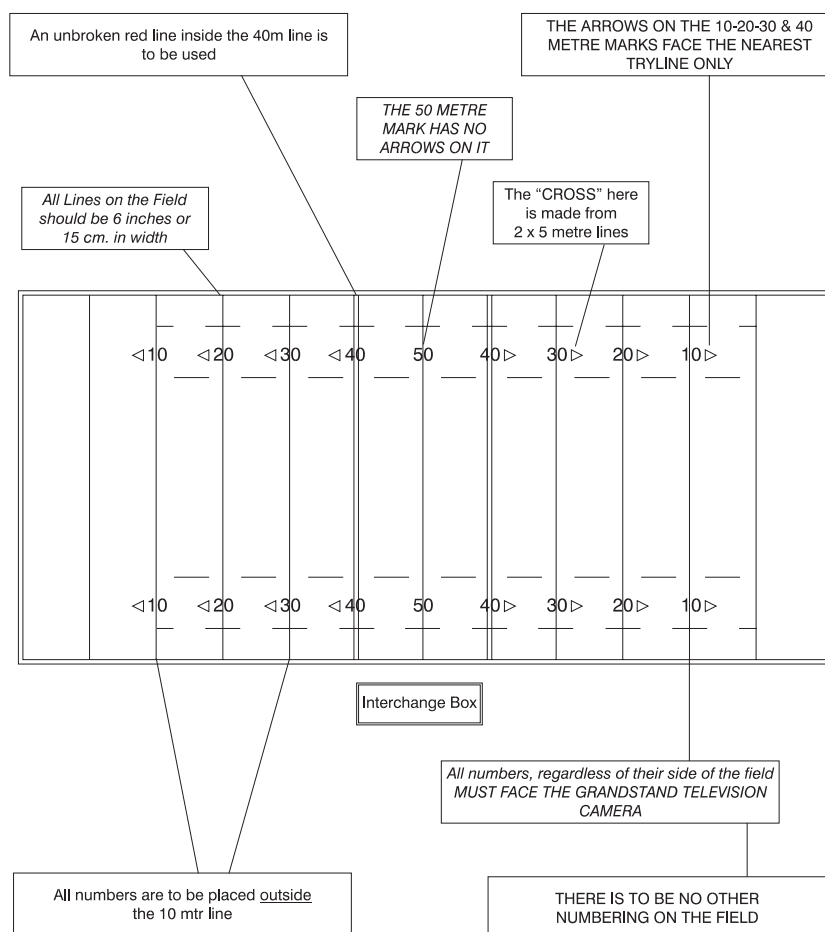 An unbroken red line inside the 40m line is
to be used
THE ARROWS ON THE 10-20-30 & 40
METRE MARKS FACE THE NEAREST
TRYLINE ONLY
THE 50 METRE
MARK HAS NO
ARROWS ON IT
All Lines on the Field
should be 6 inches or
15 cm. in width
The “CROSS” here
is made from
2 x 5 metre lines
10 20 30 40 50 40 30 20 10
10 20 30 40 50 40 30 20 10
Interchange Box
All numbers, regardless of their side of the field
MUST FACE THE GRANDSTAND TELEVISION
CAMERA
All numbers are to be placed outside
the 10 mtr line
THERE IS TO BE NO OTHER
NUMBERING ON THE FIELD